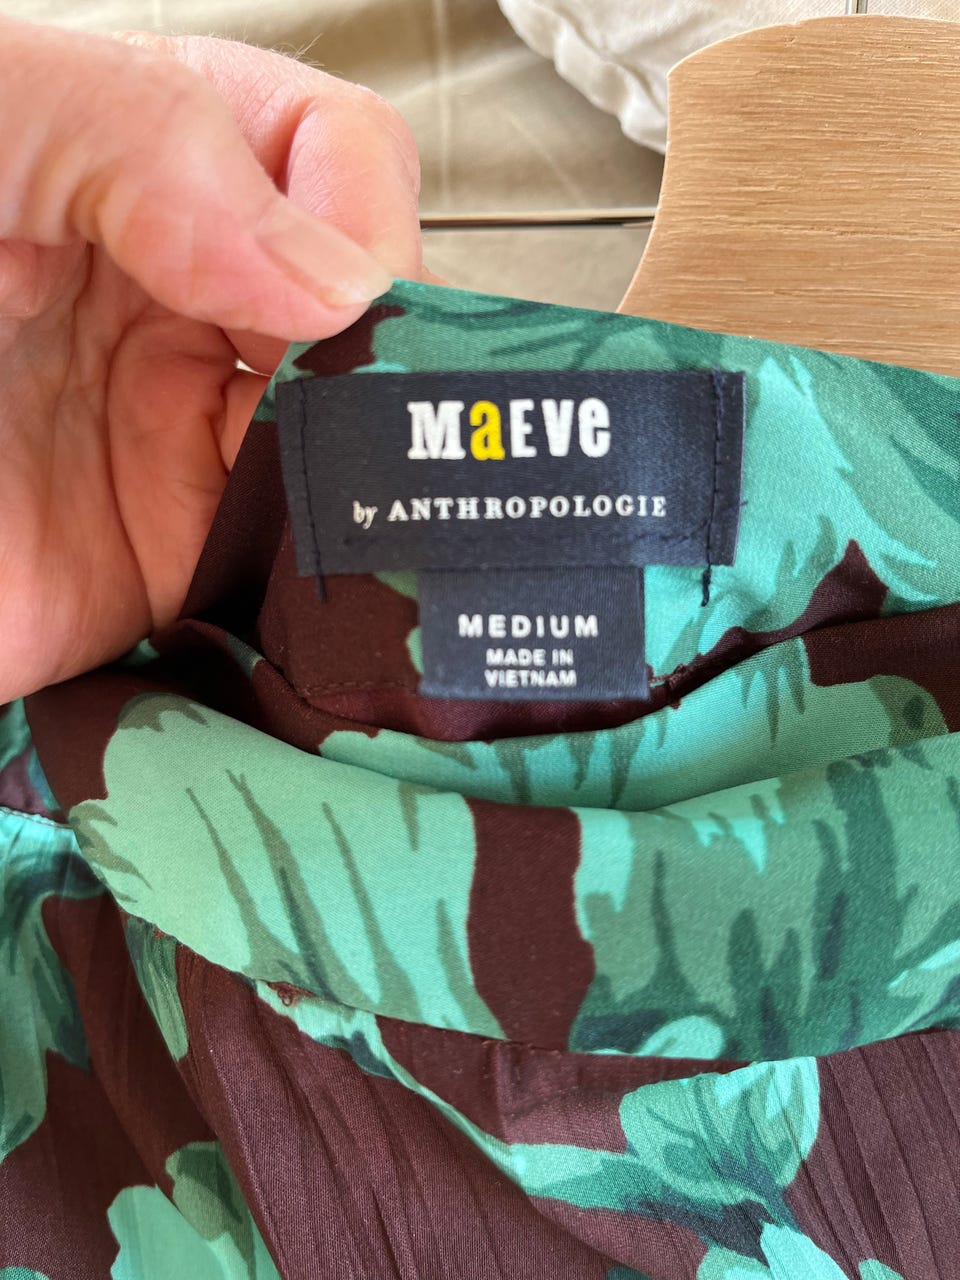 MaEVe
by ANTHROPOLOGIE
MEDIUM
MADE IN
VIETNAM